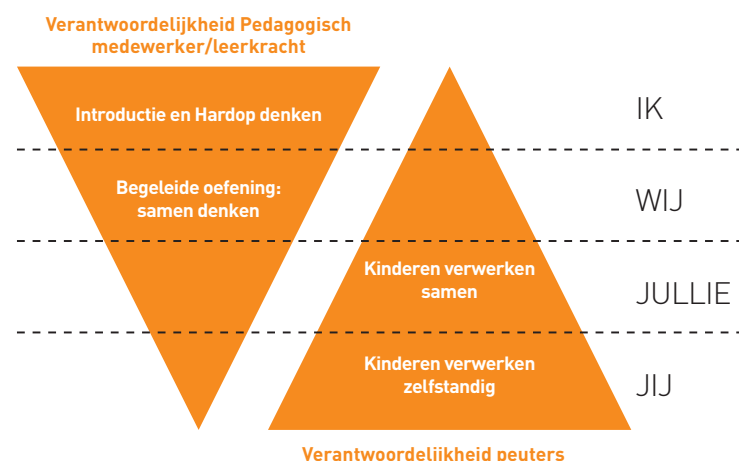 Verantwoordelijkheid Pedagogisch
medewerker/leerkracht
Introductie en Hardop denken
IK
Begeleide oefening:
samen denken
WIJ
Kinderen verwerken
samen
JULLIE
Kinderen verwerken
zelfstandig
JIJ
Verantwoordelijkheid peuters